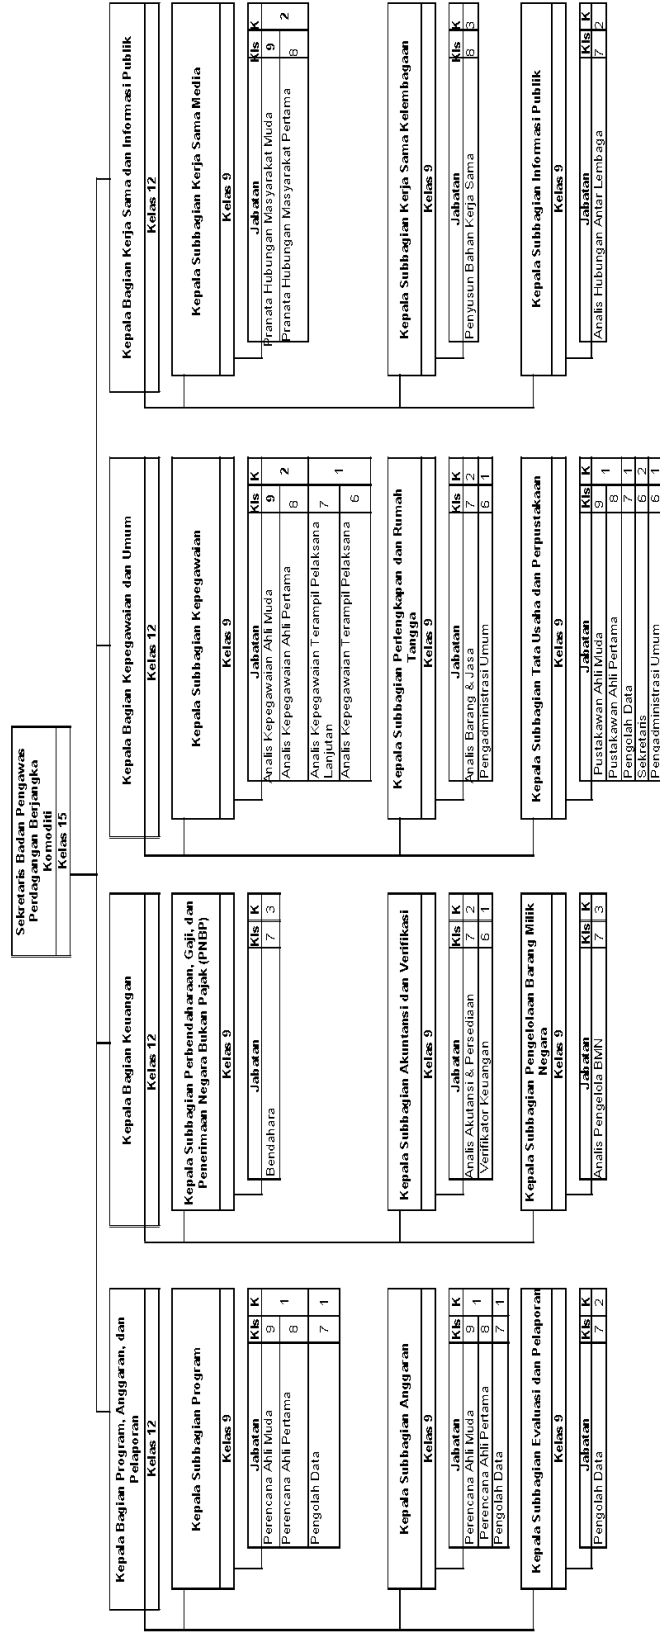 Sekretaris Badan Pengawas
Perdagangan Berjangka
Komoditi
Kelas 15
Kepala Bagian Program, Anggaran, dan
Pelaporan
Kelas 12
Kepala Subbagian Program
Kelas 9
Jabatan Kls K
Perencana Ahli Muda 9 1
Perencana Ahli Pertama 8
Pengolah Data 7 1
Kepala Subbagian Anggaran
Kelas 9
Jabatan Kls K
Perencana Ahli Muda 9 1
Perencana Ahli Pertama 8
Pengolah Data 7 1
Kepala Subbagian Evaluasi dan Pelaporan
Kelas 9
Jabatan Kls K
Pengolah Data 7 2
Kepala Bagian Keuangan
Kelas 12
Kepala Subbagian Perbendaharaan, Gaji, dan
Penerimaan Negara Bukan Pajak (PNBP)
Kelas 9
Jabatan Kls K
Bendahara 7 3
Kepala Subbagian Akuntansi dan Verifikasi
Kelas 9
Jabatan Kls K
Analis Akutansi & Persediaan 7 2
Verifikator Keuangan 6 1
Kepala Subbagian Pengelolaan Barang Milik
Negara
Kelas 9
Jabatan Kls K
Analis Pengelola BMN 7 3
Kepala Bagian Kepegawaian dan Umum
Kelas 12
Kepala Subbagian Kepegawaian
Kelas 9
Jabatan Kls K
Analis Kepegawaian Ahli Muda 9 2
Analis Kepegawaian Ahli Pertama 8
Analis Kepegawaian Terampil Pelaksana
Lanjutan 7 1
Analis Kepegawaian Terampil Pelaksana 6
Kepala Subbagian Perlengkapan dan Rumah
Tangga
Kelas 9
Jabatan Kls K
Analis Barang & Jasa 7 2
Pengadministrasi Umum 6 1
Kepala Subbagian Tata Usaha dan Perpustakaan
Kelas 9
Jabatan Kls K
Pustakawan Ahli Muda 9 1
Pustakawan Ahli Pertama 8
Pengolah Data 7 1
Sekretaris 6 2
Pengadministrasi Umum 6 1
Kepala Bagian Kerja Sama dan Informasi Publik
Kelas 12
Kepala Subbagian Kerja Sama Media
Kelas 9
Jabatan Kls K
Pranata Hubungan Masyarakat Muda 9 2
Pranata Hubungan Masyarakat Pertama 8
Kepala Subbagian Kerja Sama Kelembagaan
Kelas 9
Jabatan Kls K
Penyusun Bahan Kerja Sama 8 3
Kepala Subbagian Informasi Publik
Kelas 9
Jabatan Kls K
Analis Hubungan Antar Lembaga 7 2